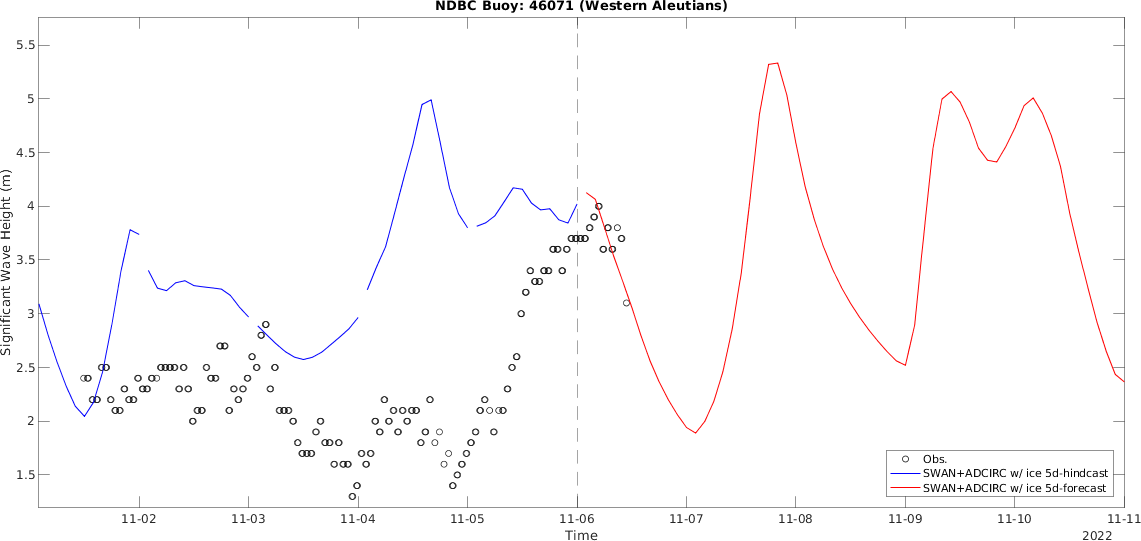 NDBC Buoy: 46071 (Western Aleutians)
5.5
5
4.5
4
3.5
3
2.5
2
1.5
Significant Wave Height (m)
Obs.
SWAN+ADCIRC w/ ice 5d-hindcast
SWAN+ADCIRC w/ ice 5d-forecast
11-02 11-03 11-04 11-05 11-06 11-07 11-08 11-09 11-10 11-11
Time
2022